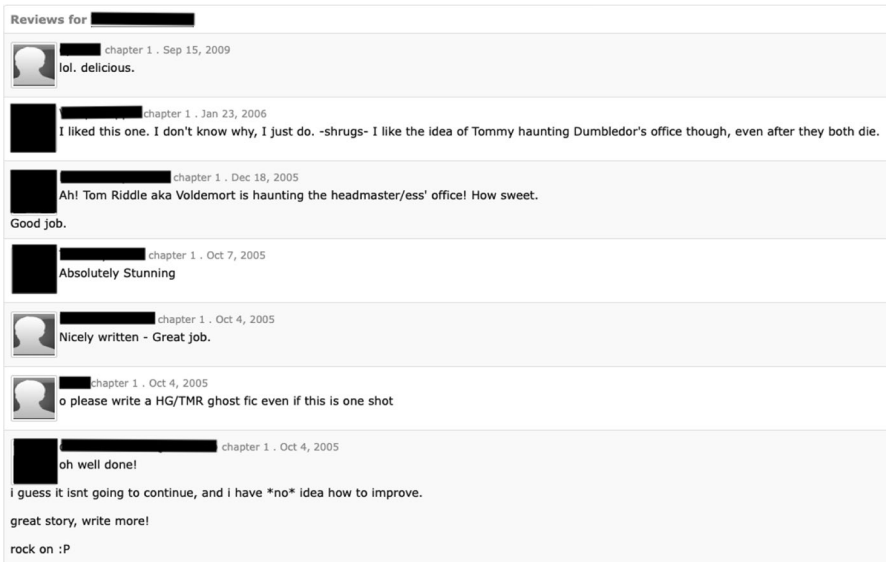 Reviews for
chapter 1 . Sep 15, 2009
lol. delicious.
chapter 1 . Jan 23, 2006
I liked this one. I don't know why, I just do. -shrugs- I like the idea of Tommy haunting Dumbledor's office though, even after they both die.
chapter 1 . Dec 18, 2005
Ah! Tom Riddle aka Voldemort is haunting the headmaster/ess' office! How sweet.
Good job.
chapter 1 . Oct 7, 2005
Absolutely Stunning
chapter 1 . Oct 4, 2005
Nicely written - Great job.
chapter 1 . Oct 4, 2005
o please write a HG/TMR ghost fic even if this is one shot
chapter 1 . Oct 4, 2005
oh well done!
i guess it isnt going to continue, and i have *no* idea how to improve.
great story, write more!
rock on :P